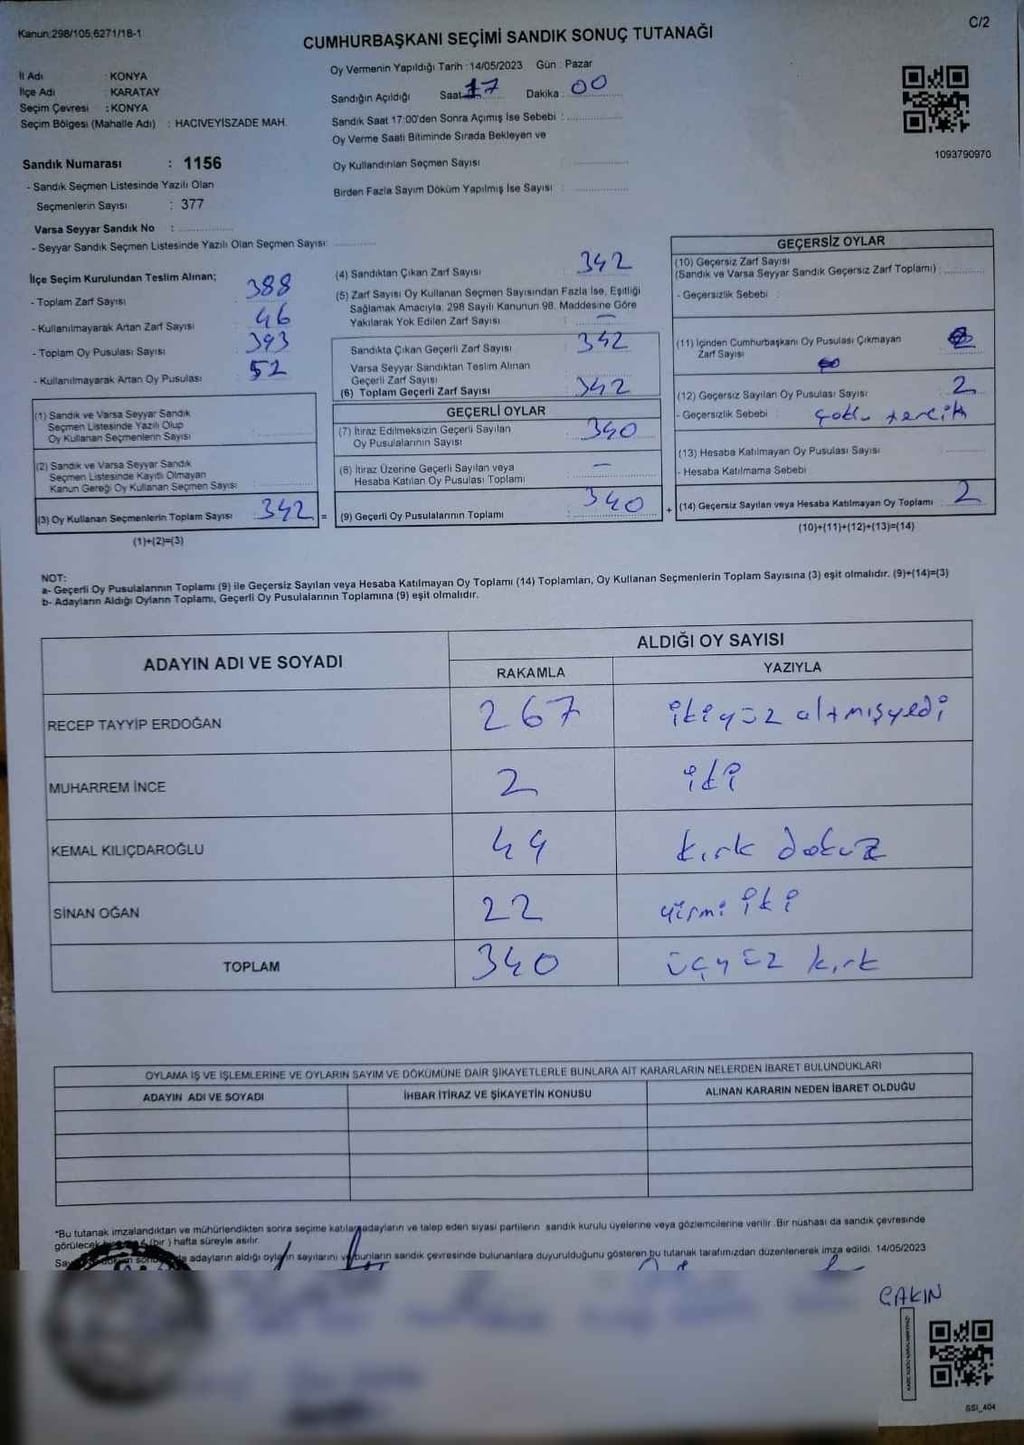 Kanun:298/105,6271/18-1
C/2
CUMHURBAŞKANI SEÇİMİ SANDIK SONUÇ TUTANAĞI
İl Adı : KONYA
İlçe Adı : KARATAY
Seçim Çevresi : KONYA
Seçim Bölgesi (Mahalle Adı) : HACIVEYISZADE MAH.
Oy Vermenin Yapıldığı Tarih : 14/05/2023 Gün : Pazar
Sandığın Açıldığı Saat 17 Dakika : 00
Sandık Saat 17:00'den Sonra Açımış İse Sebebi :
Oy Verme Saati Bitiminde Sırada Bekleyen ve
Oy Kullandırılan Seçmen Sayısı
Birden Fazla Sayım Döküm Yapılmış İse Sayısı :
1093790970
Sandık Numarası : 1156
- Sandık Seçmen Listesinde Yazılı Olan
Seçmenlerin Sayısı : 377
Varsa Seyyar Sandık No :
- Seyyar Sandık Seçmen Listesinde Yazılı Olan Seçmen Sayısı:
İlçe Seçim Kurulundan Teslim Alınan;
- Toplam Zarf Sayısı 388
- Kullanılmayarak Artan Zarf Sayısı 46
- Toplam Oy Pusulası Sayısı 393
- Kullanılmayarak Artan Oy Pusulası 52
(1) Sandık ve Varsa Seyyar Sandık
Seçmen Listesinde Yazılı Olup
Oy Kullanan Seçmenlerin Sayısı
(2) Sandık ve Varsa Seyyar Sandık
Seçmen Listesinde Kayıtlı Olmayan
Kanun Gereği Oy Kullanan Seçmen Sayısı
(3) Oy Kullanan Seçmenlerin Toplam Sayısı 342 =
(1)+(2)=(3)
(4) Sandıktan Çıkan Zarf Sayısı 342
(5) Zarf Sayısı Oy Kullanan Seçmen Sayısından Fazla İse, Eşitliği
Sağlamak Amacıyla, 298 Sayılı Kanunun 98. Maddesine Göre
Yakılarak Yok Edilen Zarf Sayısı : —
Sandıkta Çıkan Geçerli Zarf Sayısı 342
Varsa Seyyar Sandıktan Teslim Alınan
Geçerli Zarf Sayısı
(6) Toplam Geçerli Zarf Sayısı 342
GEÇERLİ OYLAR
(7) İtiraz Edilmeksizin Geçerli Sayılan
Oy Pusulalarının Sayısı 340
(8) İtiraz Üzerine Geçerli Sayılan veya
Hesaba Katılan Oy Pusulası Toplamı —
(9) Geçerli Oy Pusulalarının Toplamı 340 +
GEÇERSİZ OYLAR
(10) Geçersiz Zarf Sayısı
(Sandık ve Varsa Seyyar Sandık Geçersiz Zarf Toplamı) :
- Geçersizlik Sebebi :
(11) İçinden Cumhurbaşkanı Oy Pusulası Çıkmayan
Zarf Sayısı
(12) Geçersiz Sayılan Oy Pusulası Sayısı 2
- Geçersizlik Sebebi : Çoklu tercih
(13) Hesaba Katılmayan Oy Pusulası Sayısı
- Hesaba Katılmama Sebebi
(14) Geçersiz Sayılan veya Hesaba Katılmayan Oy Toplamı 2
(10)+(11)+(12)+(13)=(14)
NOT:
a- Geçerli Oy Pusulalarının Toplamı (9) ile Geçersiz Sayılan veya Hesaba Katılmayan Oy Toplamı (14) Toplamları, Oy Kullanan Seçmenlerin Toplam Sayısına (3) eşit olmalıdır. (9)+(14)=(3)
b- Adayların Aldığı Oyların Toplamı, Geçerli Oy Pusulalarının Toplamına (9) eşit olmalıdır.
ADAYIN ADI VE SOYADI ALDIĞI OY SAYISI
RAKAMLA YAZIYLA
RECEP TAYYİP ERDOĞAN 267 ikiyüz altmışyedi
MUHARREM İNCE 2 iki
KEMAL KILIÇDAROĞLU 49 kırk dokuz
SİNAN OĞAN 22 yirmi iki
TOPLAM 340 üçyüz kırk
OYLAMA İŞ VE İŞLEMLERİNE VE OYLARIN SAYIM VE DÖKÜMÜNE DAİR ŞİKAYETLERLE BUNLARA AİT KARARLARIN NELERDEN İBARET BULUNDUKLARI
ADAYIN ADI VE SOYADI İHBAR İTİRAZ VE ŞİKAYETİN KONUSU ALINAN KARARIN NEDEN İBARET OLDUĞU
*Bu tutanak imzalandıktan ve mühürlendikten sonra seçime katılan adayların ve talep eden siyasi partilerin sandık kurulu üyelerine veya gözlemcilerine verilir. Bir nüshası da sandık çevresinde
görülecek (bir) hafta süreyle asılır.
adayların aldığı oyların sayılarını ve bunların sandık çevresinde bulunanlara duyurulduğunu gösteren bu tutanak tarafımızdan düzenlenerek imza edildi. 14/05/2023
ÇAKIN
SSI_404